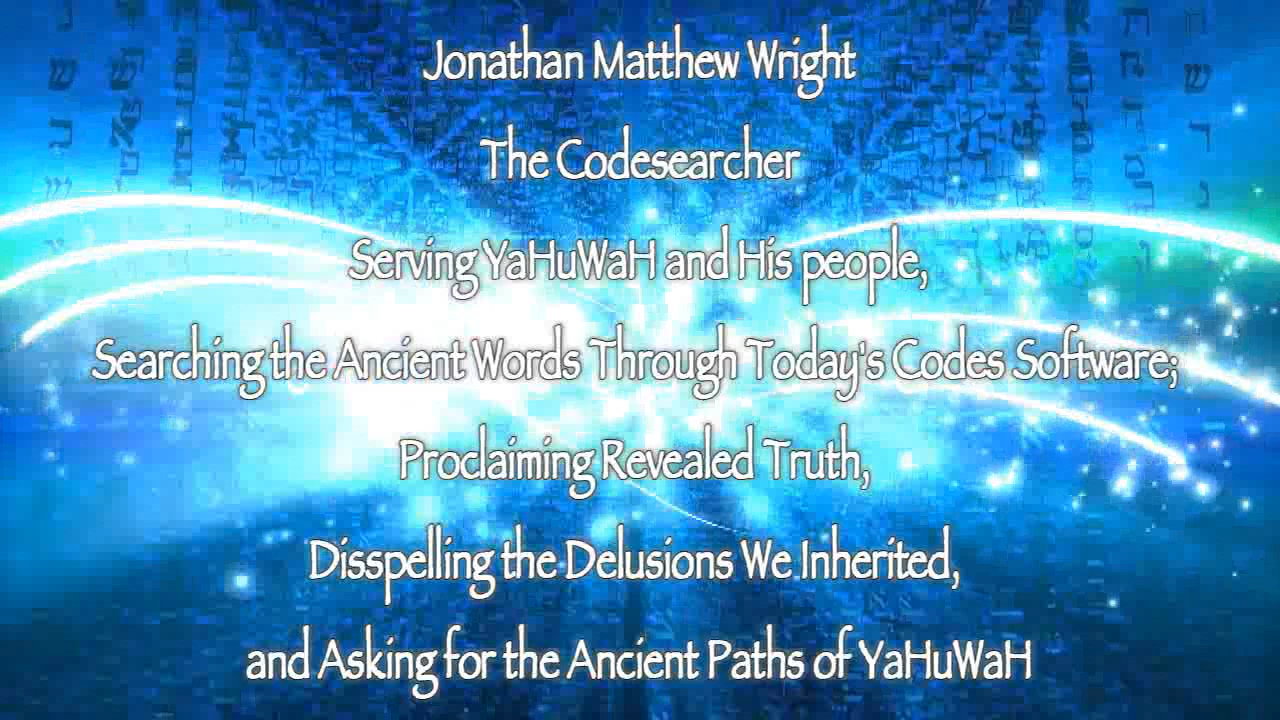 Jonathan Matthew Wright
The Codesearcher
Serving YaHuWaH and His people,
Searching the Ancient Words Through Today's Codes Software;
Proclaiming Revealed Truth,
Disspelling the Delusions We Inherited,
and Asking for the Ancient Paths of YaHuWaH